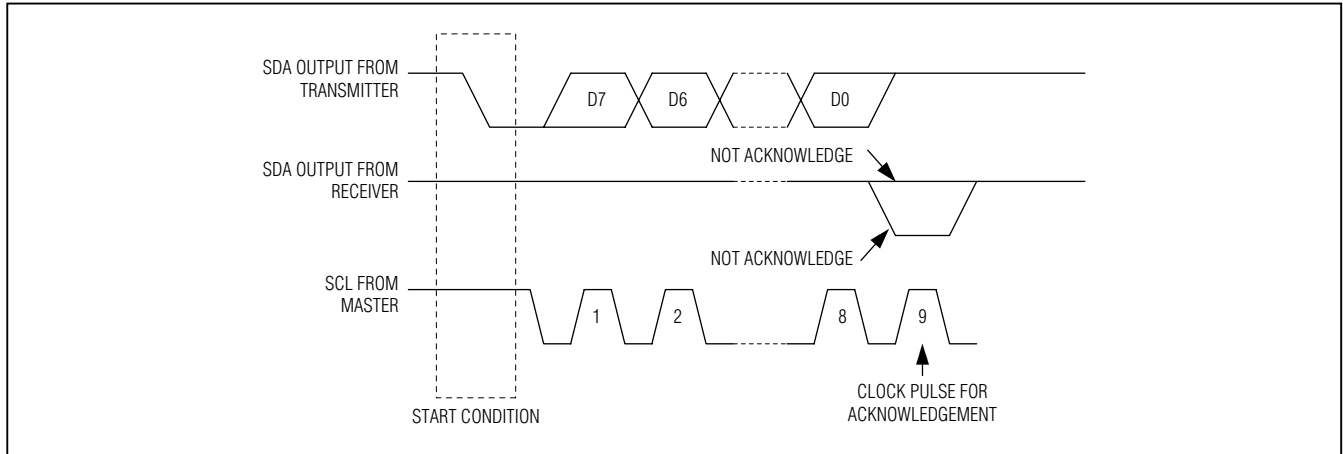 SDA OUTPUT FROM
TRANSMITTER
D7
D6
D0
NOT ACKNOWLEDGE
SDA OUTPUT FROM
RECEIVER
NOT ACKNOWLEDGE
SCL FROM
MASTER
1
2
8
9
START CONDITION
CLOCK PULSE FOR
ACKNOWLEDGEMENT